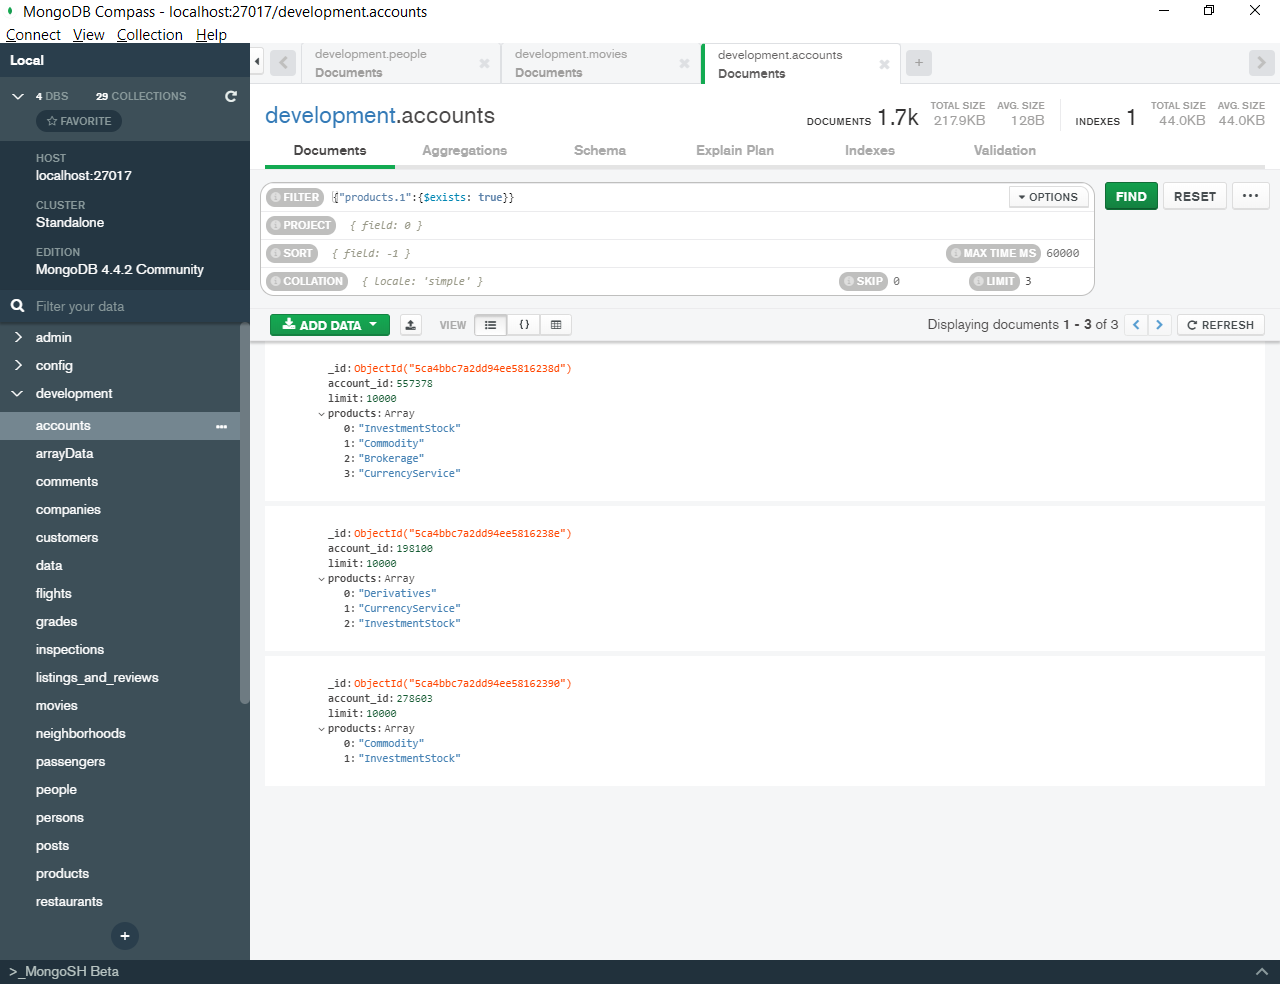 MongoDB Compass - localhost:27017/development.accounts
Connect View Collection Help
Local
4 DBS 29 COLLECTIONS
FAVORITE
HOST
localhost:27017
CLUSTER
Standalone
EDITION
MongoDB 4.4.2 Community
Filter your data
admin
config
development
accounts
arrayData
comments
companies
customers
data
flights
grades
inspections
listings_and_reviews
movies
neighborhoods
passengers
people
persons
posts
products
restaurants
development.people
Documents
development.movies
Documents
development.accounts
Documents
development.accounts
DOCUMENTS 1.7k TOTAL SIZE 217.9KB AVG. SIZE 128B
INDEXES 1 TOTAL SIZE 44.0KB AVG. SIZE 44.0KB
Documents Aggregations Schema Explain Plan Indexes Validation
FILTER {"products.1":{$exists: true}} OPTIONS FIND RESET
PROJECT { field: 0 }
SORT { field: -1 } MAX TIME MS 60000
COLLATION { locale: 'simple' } SKIP 0 LIMIT 3
ADD DATA VIEW {} Displaying documents 1 - 3 of 3 REFRESH
_id: ObjectId("5ca4bbc7a2dd94ee5816238d")
account_id: 557378
limit: 10000
products: Array
0: "InvestmentStock"
1: "Commodity"
2: "Brokerage"
3: "CurrencyService"
_id: ObjectId("5ca4bbc7a2dd94ee5816238e")
account_id: 198100
limit: 10000
products: Array
0: "Derivatives"
1: "CurrencyService"
2: "InvestmentStock"
_id: ObjectId("5ca4bbc7a2dd94ee58162390")
account_id: 278603
limit: 10000
products: Array
0: "Commodity"
1: "InvestmentStock"
>_MongoSH Beta